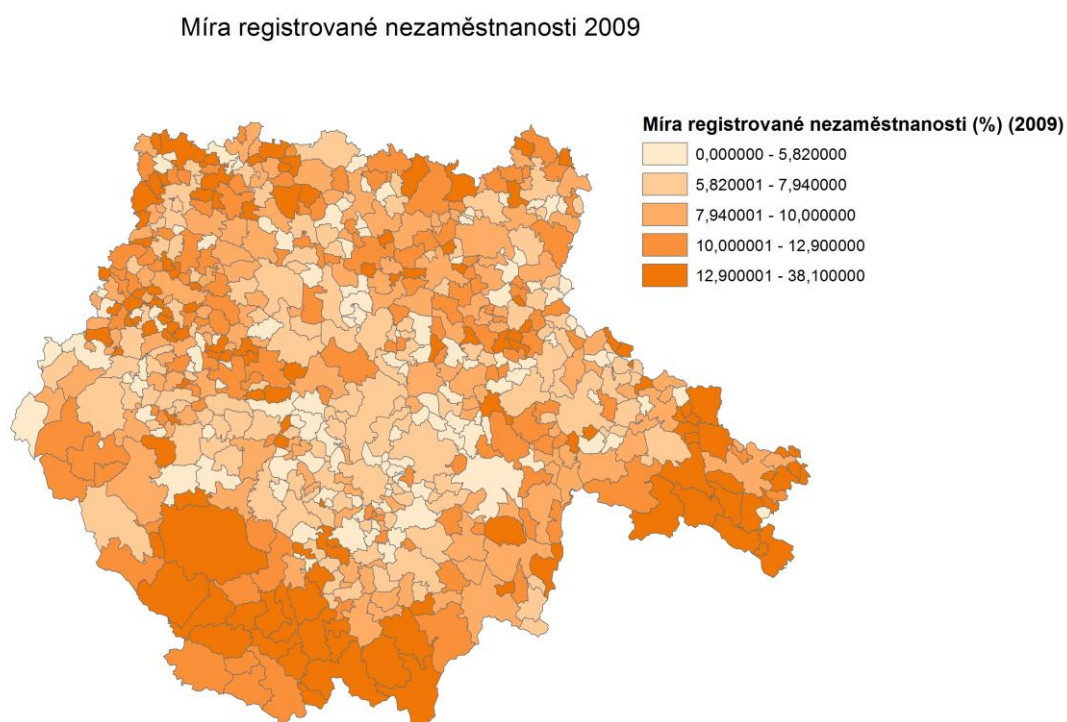 Míra registrované nezaměstnanosti 2009
Míra registrované nezaměstnanosti (%) (2009)
0,000000 - 5,820000
5,820001 - 7,940000
7,940001 - 10,000000
10,000001 - 12,900000
12,900001 - 38,100000